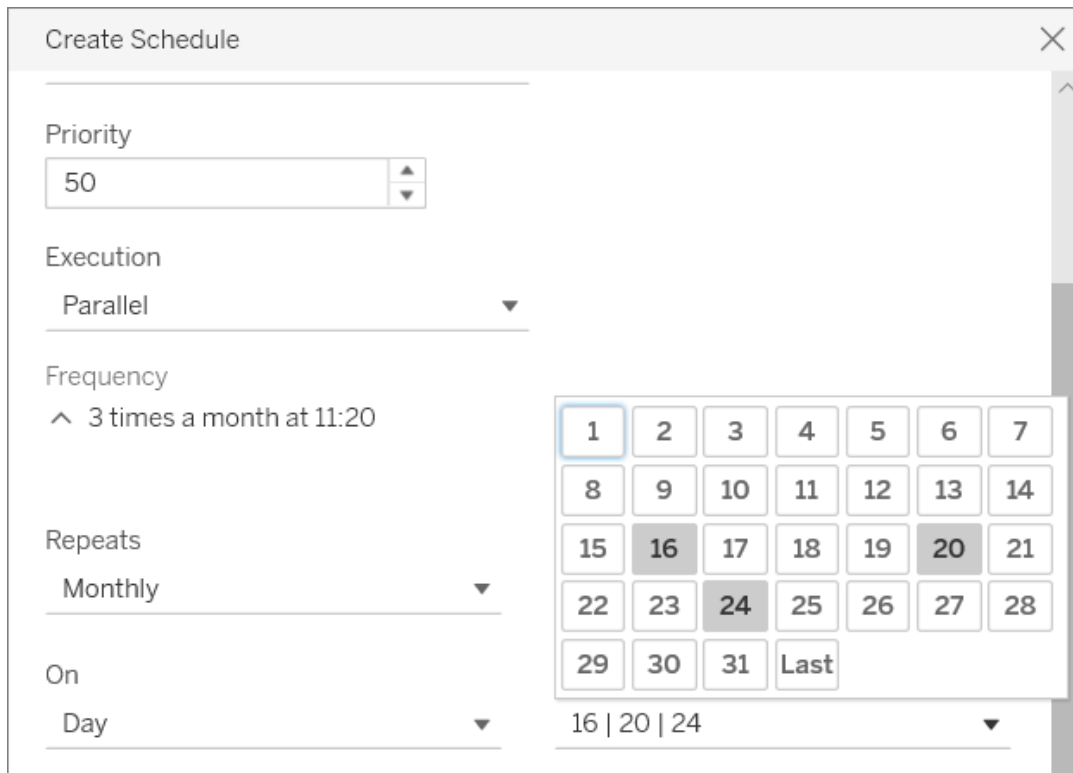 Create Schedule
Priority
50
Execution
Parallel
Frequency
3 times a month at 11:20
1 2 3 4 5 6 7
8 9 10 11 12 13 14
15 16 17 18 19 20 21
22 23 24 25 26 27 28
29 30 31 Last
Repeats
Monthly
On
Day
16 | 20 | 24